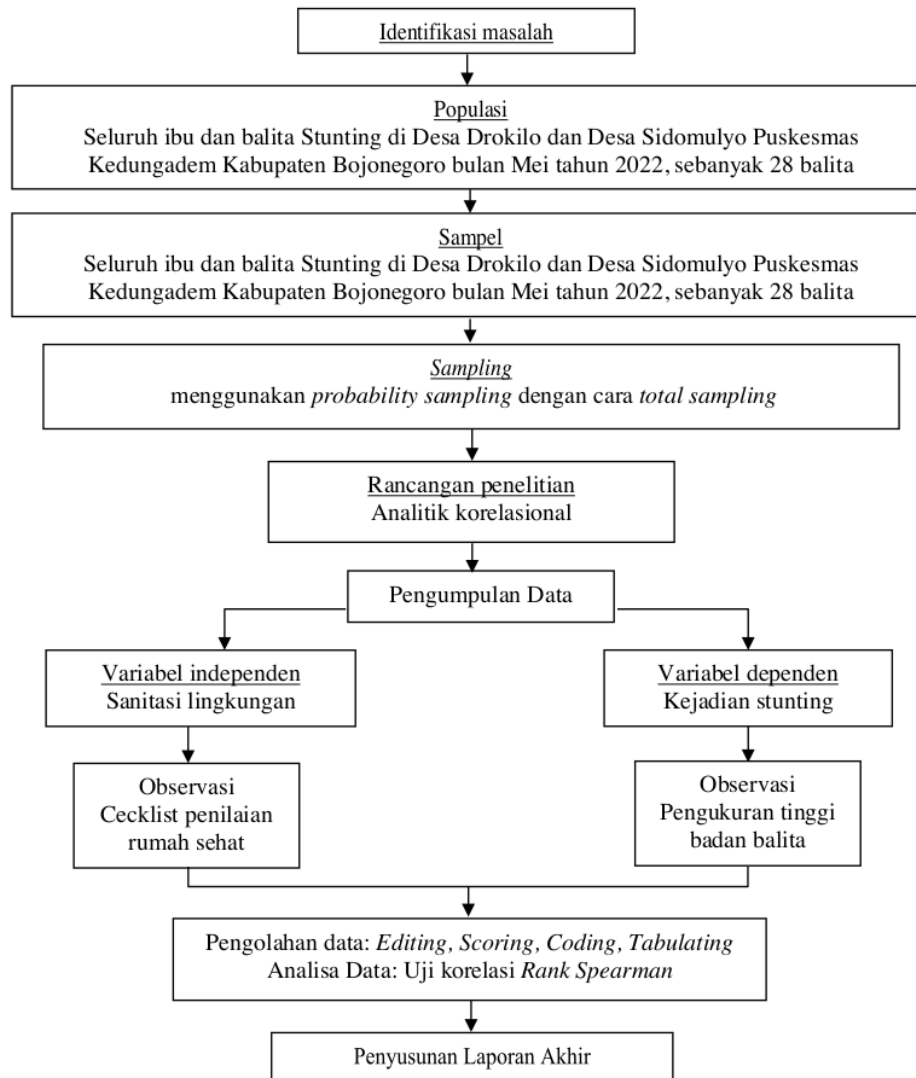 Identifikasi masalah
Populasi
Seluruh ibu dan balita Stunting di Desa Drokilo dan Desa Sidomulyo Puskesmas
Kedungadem Kabupaten Bojonegoro bulan Mei tahun 2022, sebanyak 28 balita
Sampel
Seluruh ibu dan balita Stunting di Desa Drokilo dan Desa Sidomulyo Puskesmas
Kedungadem Kabupaten Bojonegoro bulan Mei tahun 2022, sebanyak 28 balita
Sampling
menggunakan probability sampling dengan cara total sampling
Rancangan penelitian
Analitik korelasional
Pengumpulan Data
Variabel independen
Sanitasi lingkungan
Variabel dependen
Kejadian stunting
Observasi
Cecklist penilaian
rumah sehat
Observasi
Pengukuran tinggi
badan balita
Pengolahan data: Editing, Scoring, Coding, Tabulating
Analisa Data: Uji korelasi Rank Spearman
Penyusunan Laporan Akhir